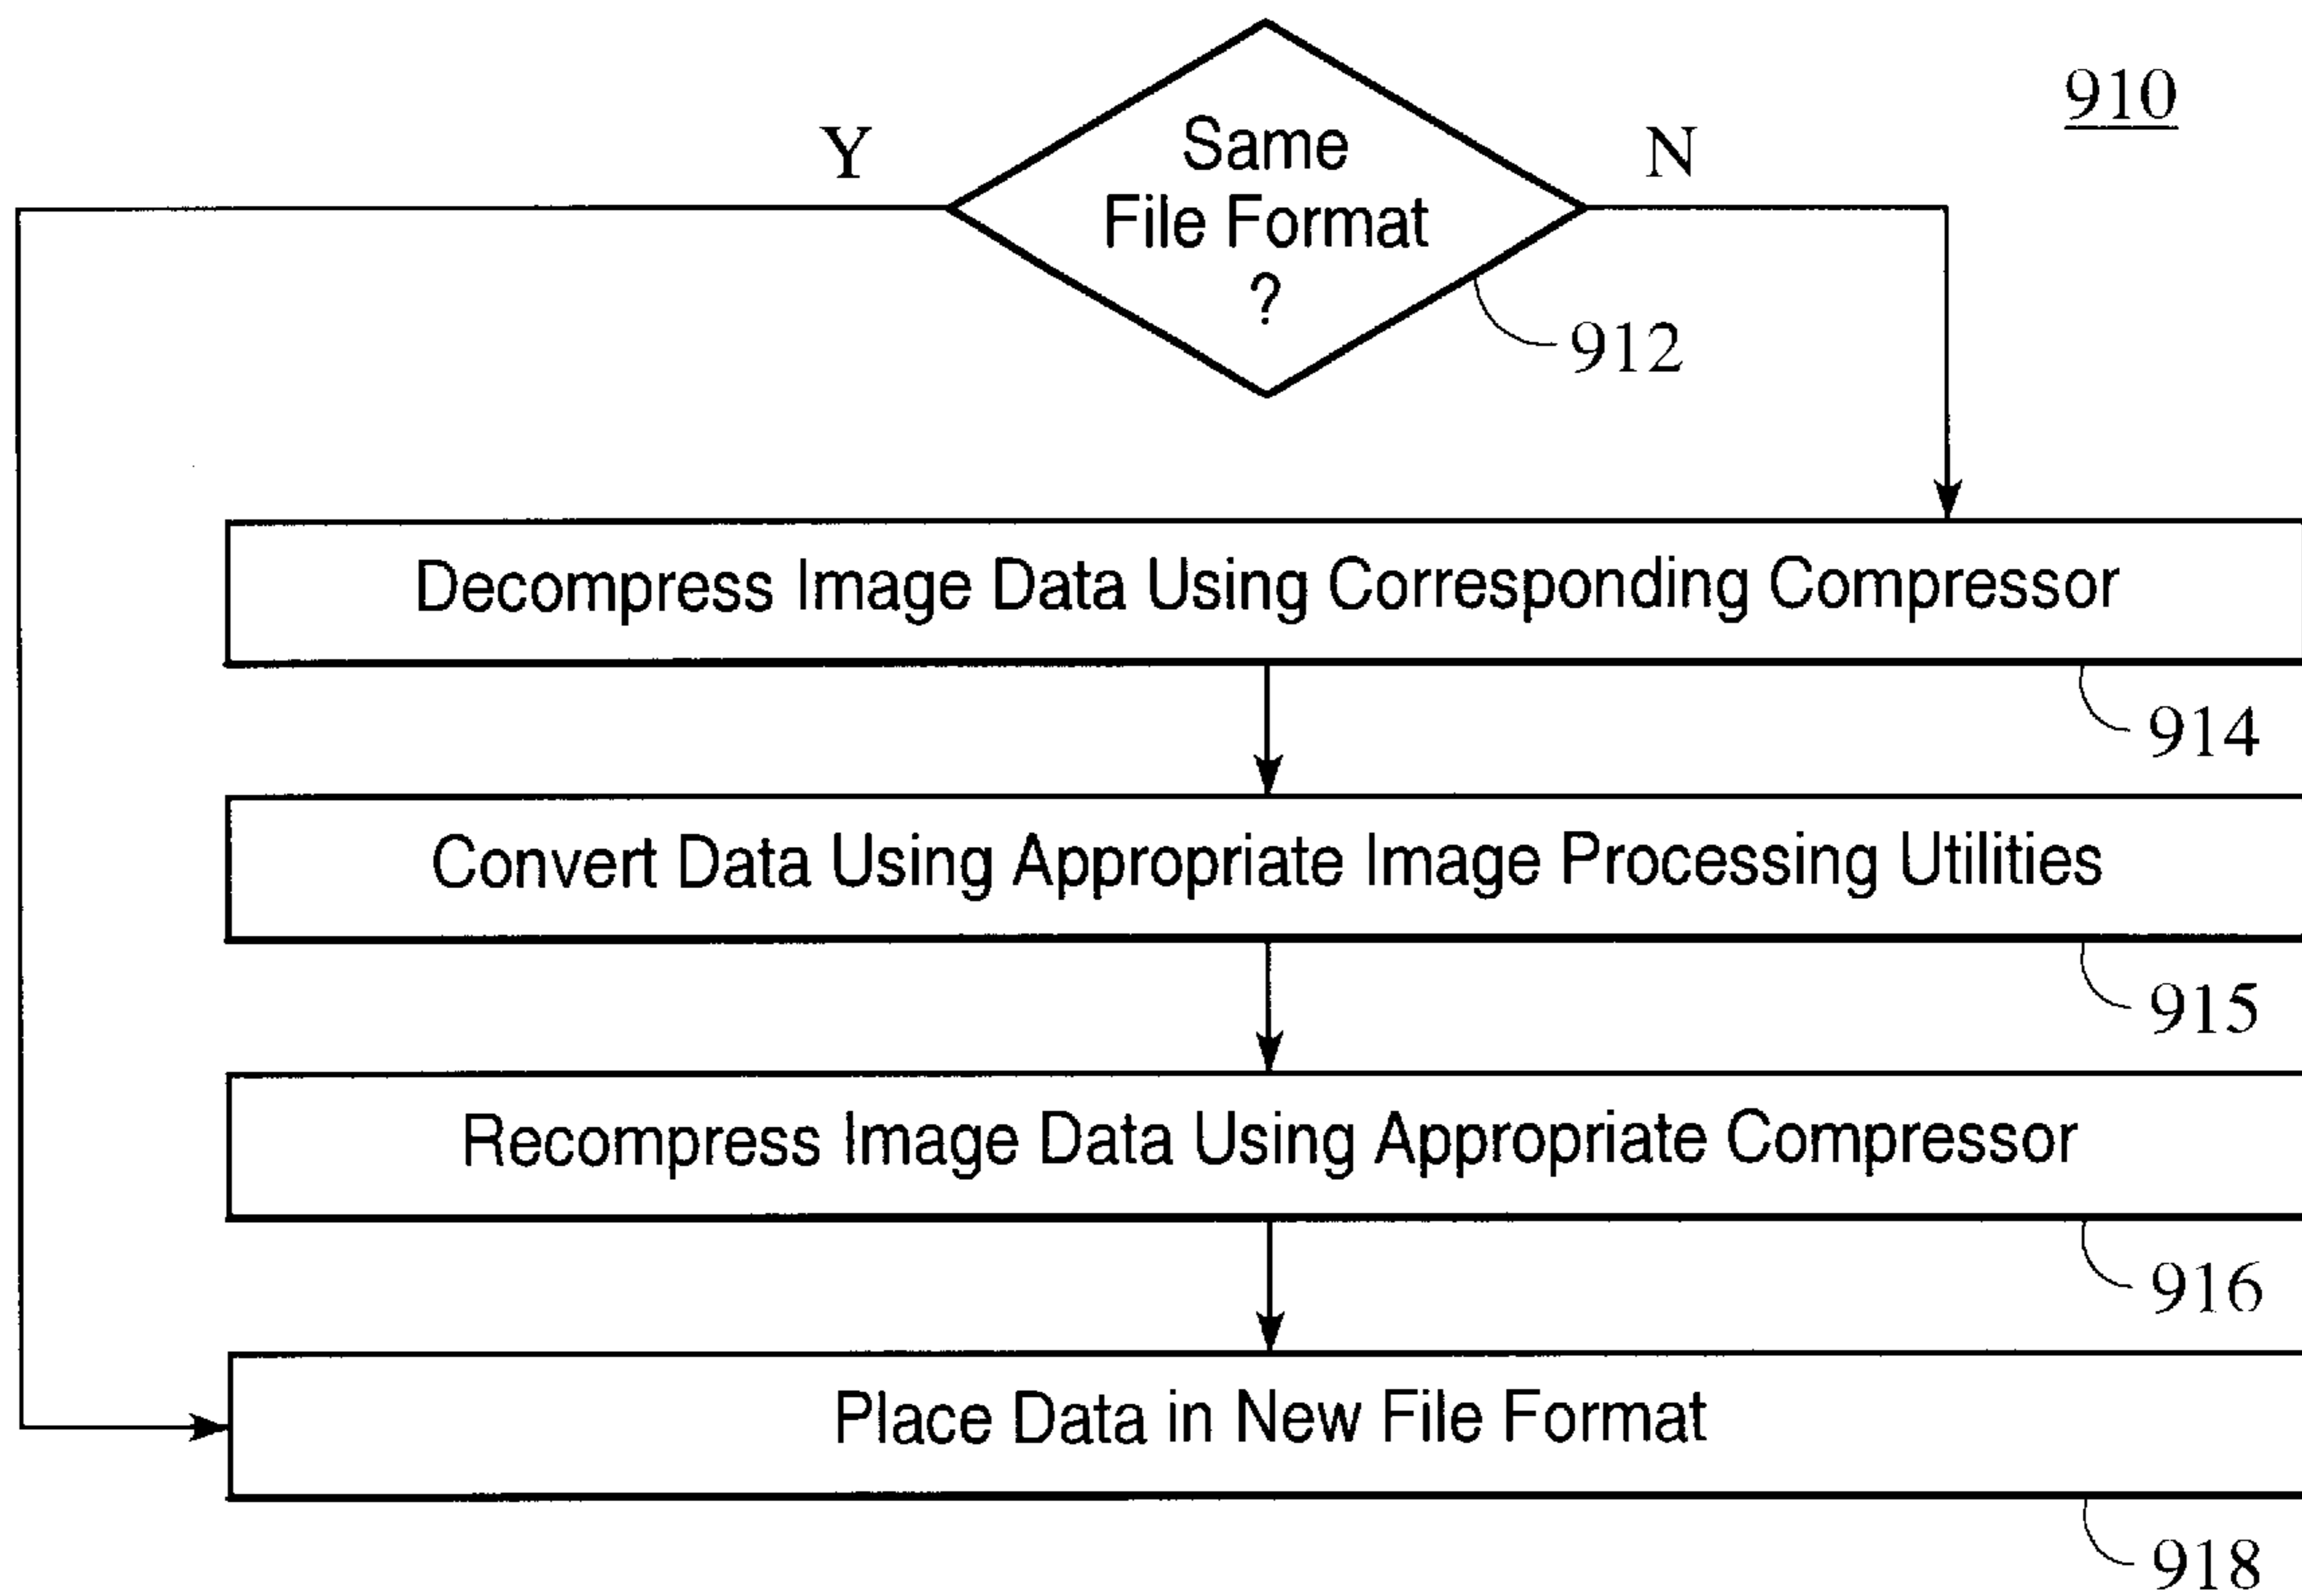 910
Y
Same
N
File Format
?
912
Decompress Image Data Using Corresponding Compressor
914
Convert Data Using Appropriate Image Processing Utilities
915
Recompress Image Data Using Appropriate Compressor
916
Place Data in New File Format
918